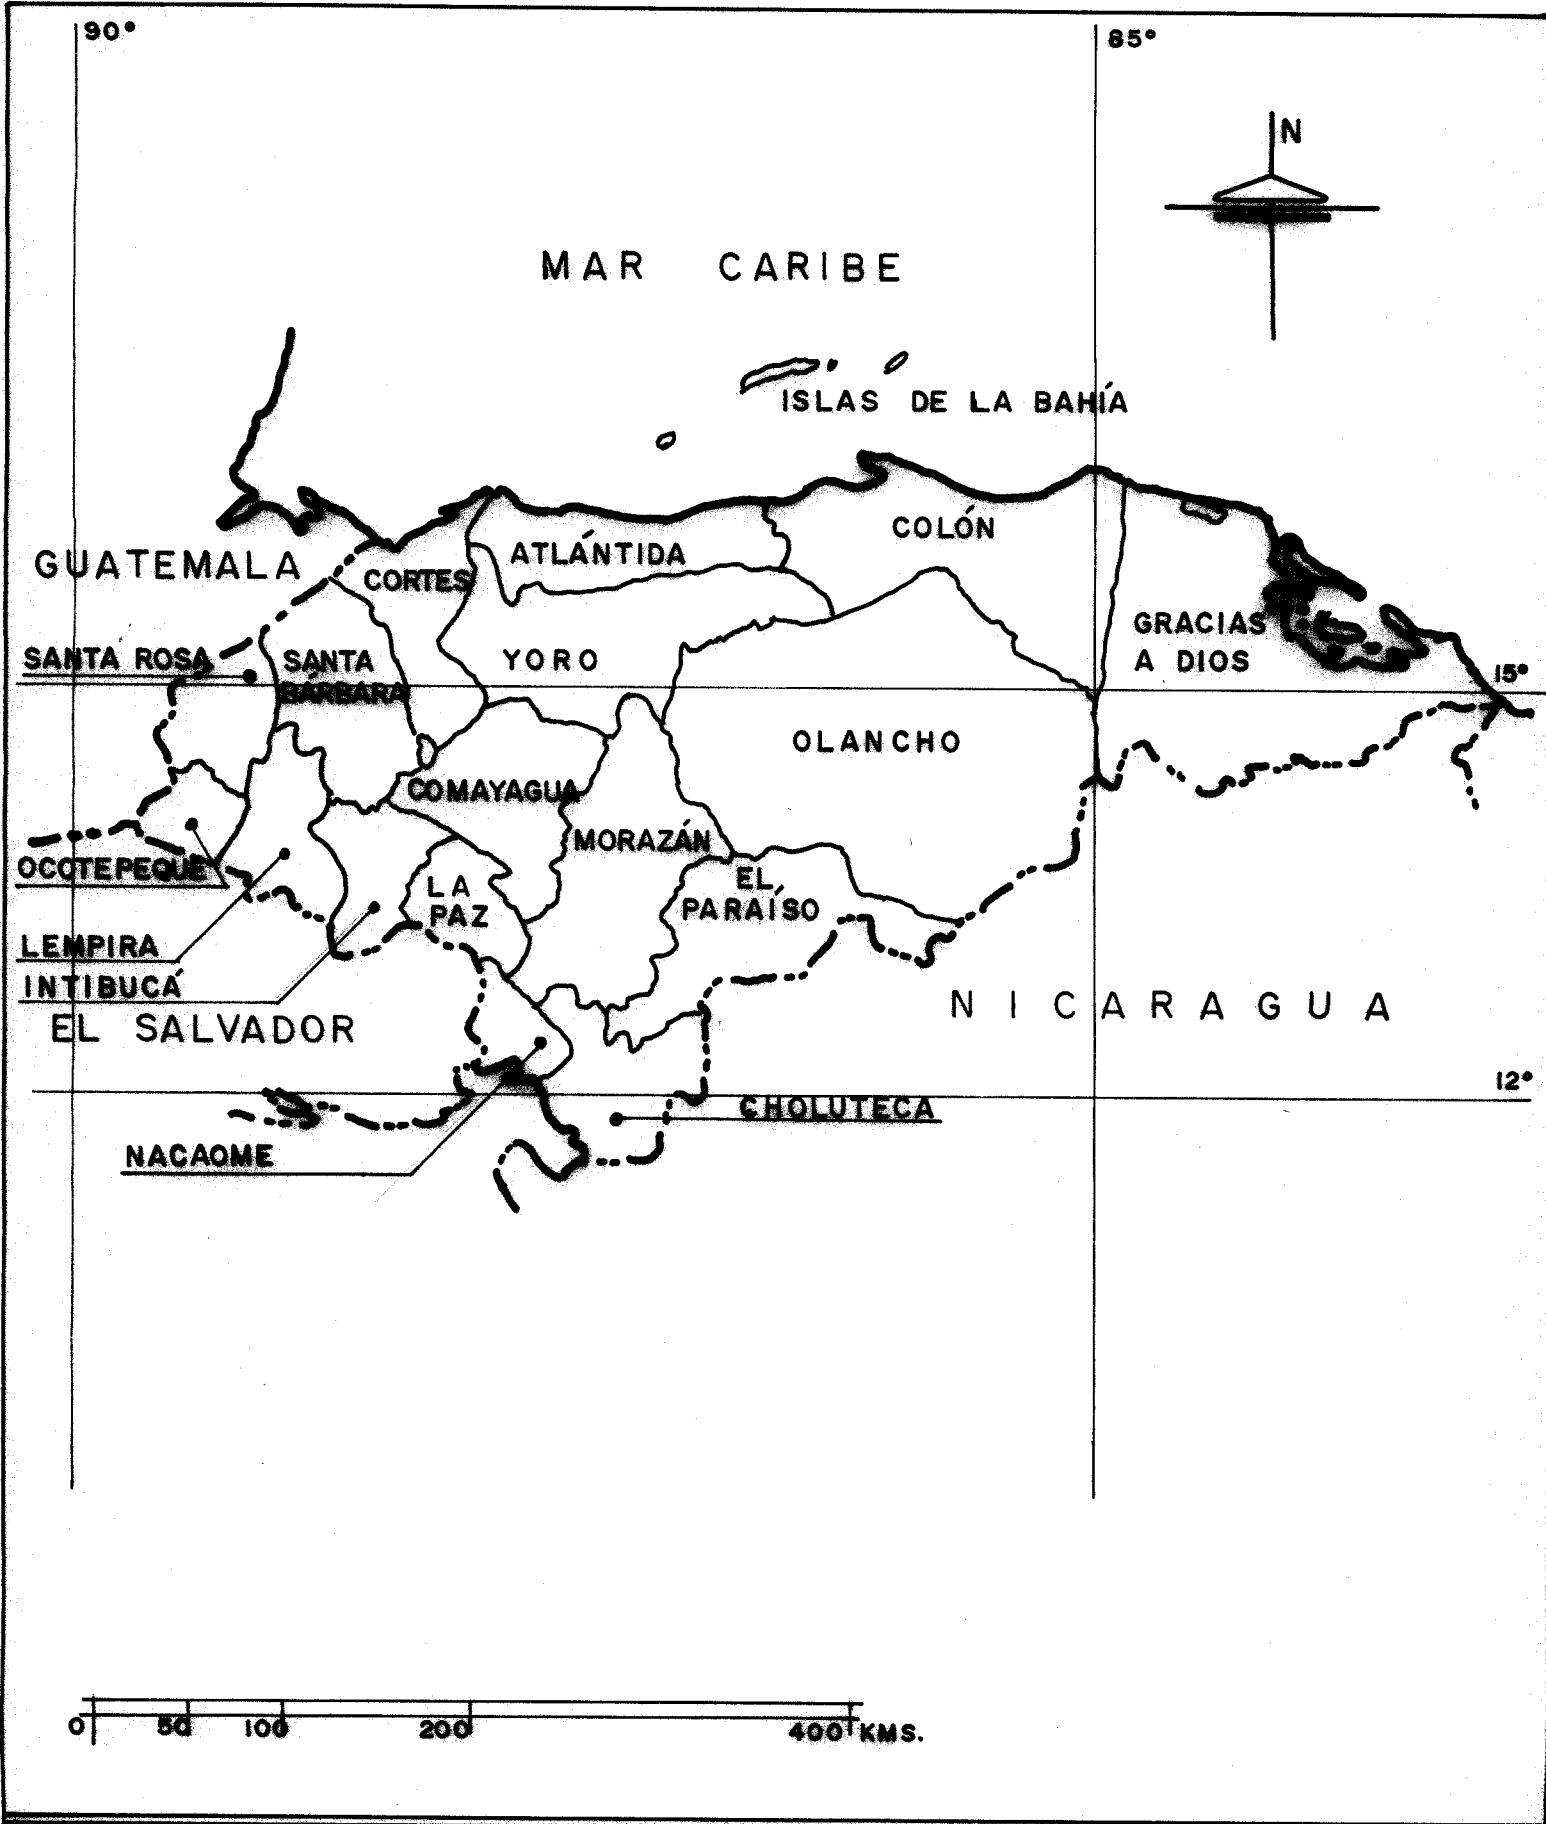 90°
85°
N
MAR CARIBE
ISLAS DE LA BAHÍA
COLÓN
ATLÁNTIDA
GUATEMALA
CORTES
GRACIAS
A DIOS
SANTA ROSA
SANTA
BÁRBARA
YORO
15°
OLANCHO
COMAYAGUA
MORAZÁN
OCOTEPEQUE
EL
PARAÍSO
LA
PAZ
LEMPIRA
INTIBUCÁ
EL SALVADOR
NICARAGUA
12°
CHOLUTECA
NACAOME
0 50 100 200 400 KMS.